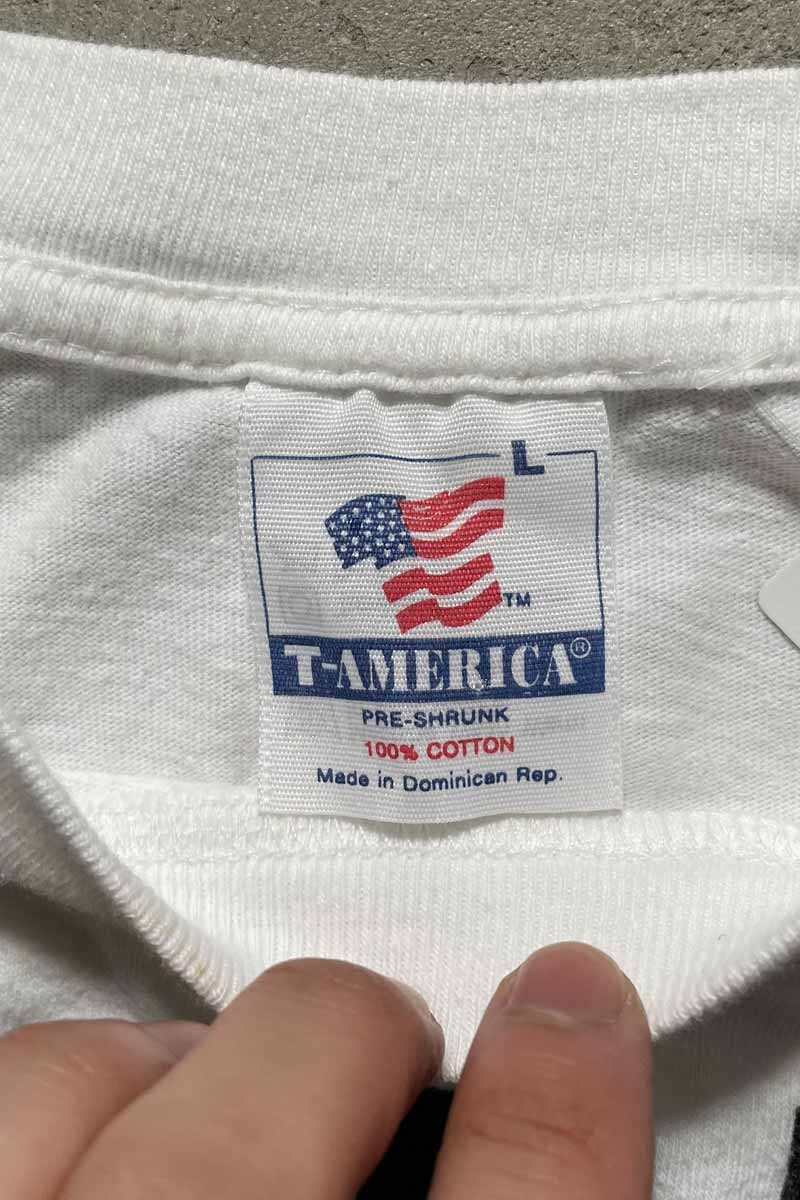 L
TM
T-AMERICA®
PRE-SHRUNK
100% COTTON
Made in Dominican Rep.